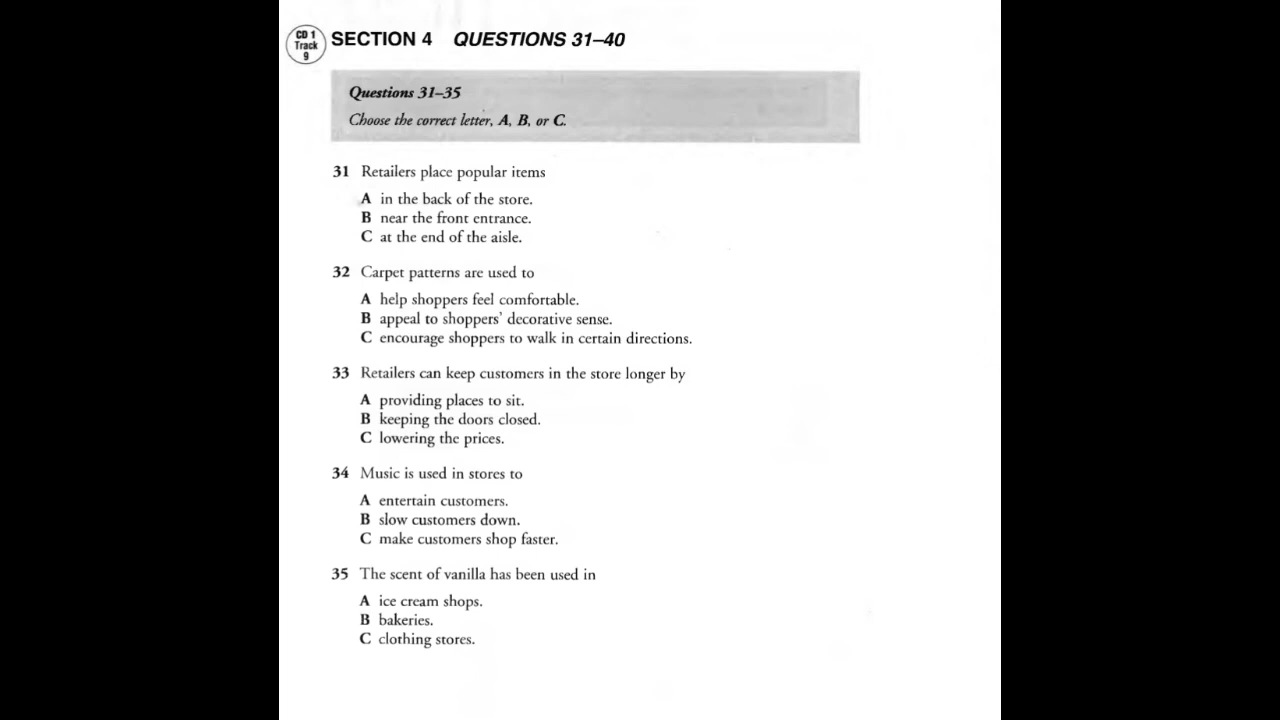 CD 1
Track
9
SECTION 4 QUESTIONS 31–40
Questions 31–35
Choose the correct letter, A, B, or C.
31 Retailers place popular items
A in the back of the store.
B near the front entrance.
C at the end of the aisle.
32 Carpet patterns are used to
A help shoppers feel comfortable.
B appeal to shoppers' decorative sense.
C encourage shoppers to walk in certain directions.
33 Retailers can keep customers in the store longer by
A providing places to sit.
B keeping the doors closed.
C lowering the prices.
34 Music is used in stores to
A entertain customers.
B slow customers down.
C make customers shop faster.
35 The scent of vanilla has been used in
A ice cream shops.
B bakeries.
C clothing stores.